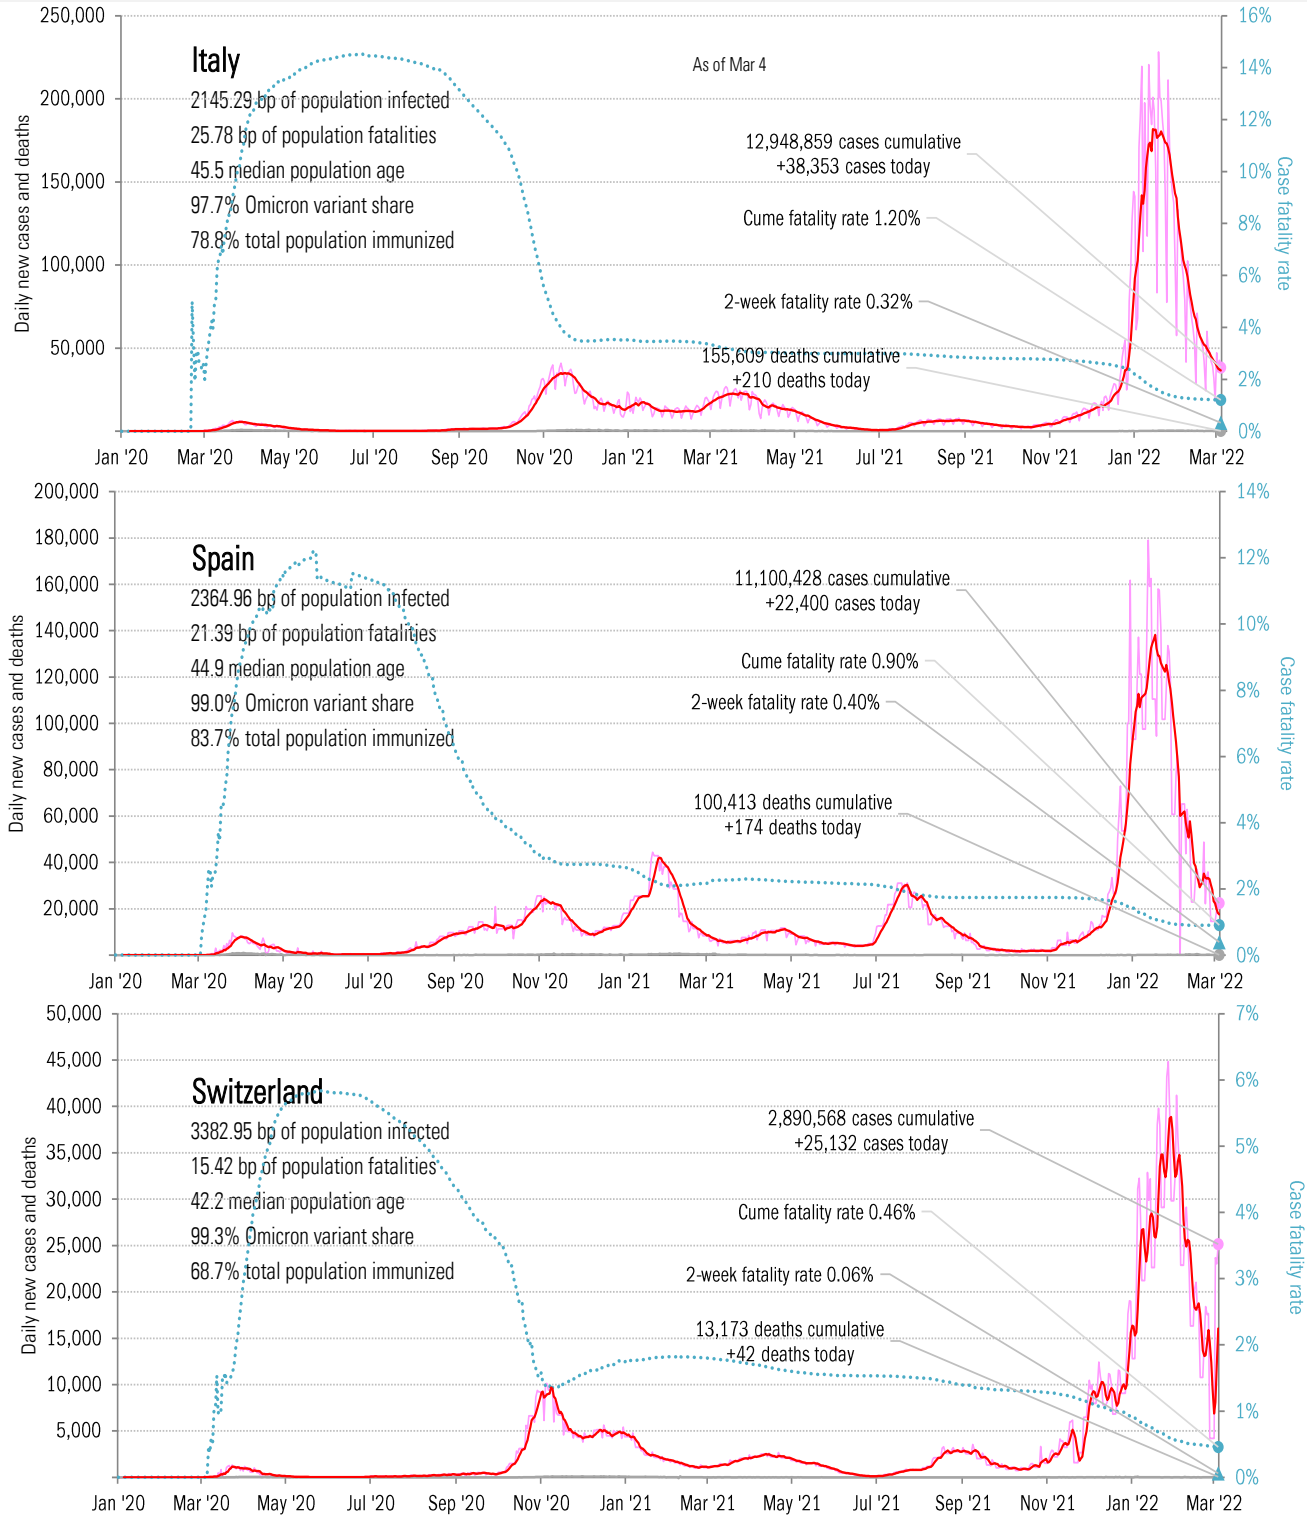 250,000
200,000
150,000
100,000
50,000
Daily new cases and deaths
Italy
2145.29 bp of population infected
25.78 bp of population fatalities
45.5 median population age
97.7% Omicron variant share
78.8% total population immunized
As of Mar 4
12,948,859 cases cumulative
+38,353 cases today
Cume fatality rate 1.20%
2-week fatality rate 0.32%
155,609 deaths cumulative
+210 deaths today
16%
14%
12%
10%
8%
6%
4%
2%
0%
Case fatality rate
Jan '20 Mar '20 May '20 Jul '20 Sep '20 Nov '20 Jan '21 Mar '21 May '21 Jul '21 Sep '21 Nov '21 Jan '22 Mar '22
200,000
180,000
160,000
140,000
120,000
100,000
80,000
60,000
40,000
20,000
Daily new cases and deaths
Spain
2364.96 bp of population infected
21.39 bp of population fatalities
44.9 median population age
99.0% Omicron variant share
83.7% total population immunized
11,100,428 cases cumulative
+22,400 cases today
Cume fatality rate 0.90%
2-week fatality rate 0.40%
100,413 deaths cumulative
+174 deaths today
14%
12%
10%
8%
6%
4%
2%
0%
Case fatality rate
Jan '20 Mar '20 May '20 Jul '20 Sep '20 Nov '20 Jan '21 Mar '21 May '21 Jul '21 Sep '21 Nov '21 Jan '22 Mar '22
50,000
45,000
40,000
35,000
30,000
25,000
20,000
15,000
10,000
5,000
Daily new cases and deaths
Switzerland
3382.95 bp of population infected
15.42 bp of population fatalities
42.2 median population age
99.3% Omicron variant share
68.7% total population immunized
2,890,568 cases cumulative
+25,132 cases today
Cume fatality rate 0.46%
2-week fatality rate 0.06%
13,173 deaths cumulative
+42 deaths today
7%
6%
5%
4%
3%
2%
1%
0%
Case fatality rate
Jan '20 Mar '20 May '20 Jul '20 Sep '20 Nov '20 Jan '21 Mar '21 May '21 Jul '21 Sep '21 Nov '21 Jan '22 Mar '22